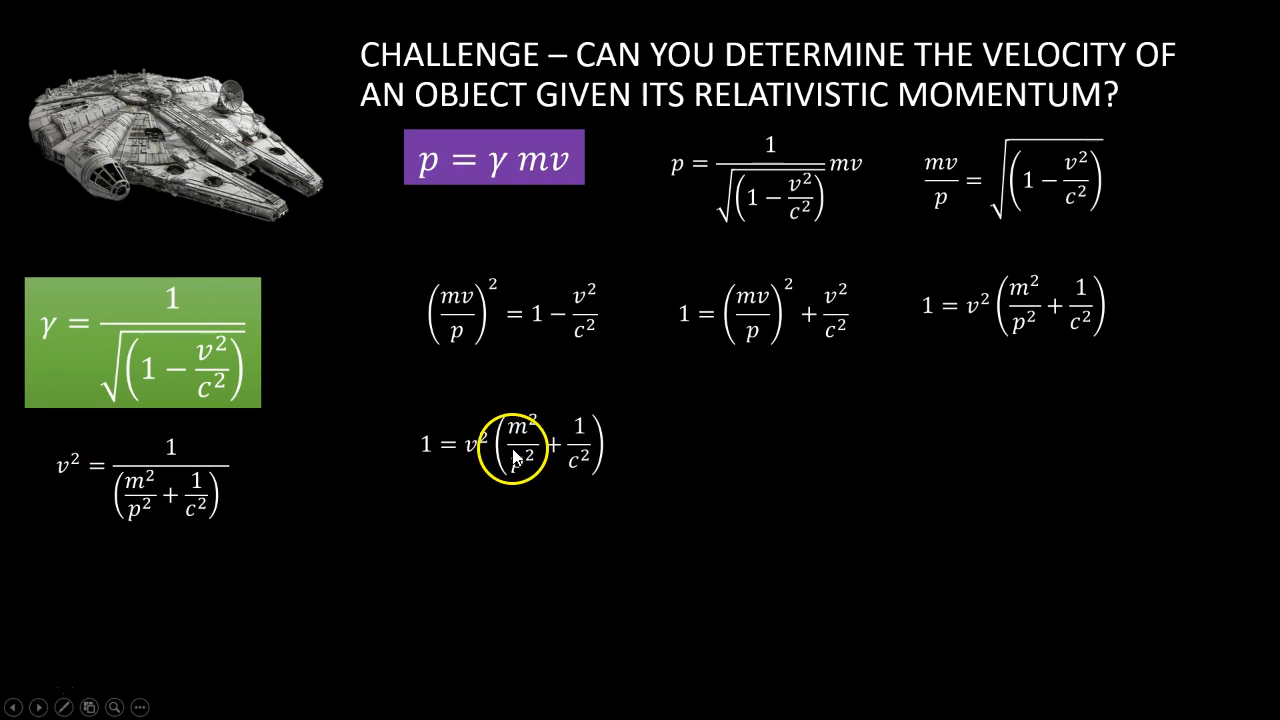 CHALLENGE – CAN YOU DETERMINE THE VELOCITY OF
AN OBJECT GIVEN ITS RELATIVISTIC MOMENTUM?
p = γ mv
p = 1/√(1 − v²/c²) mv
mv/p = √(1 − v²/c²)
γ = 1/√(1 − v²/c²)
(mv/p)² = 1 − v²/c²
1 = (mv/p)² + v²/c²
1 = v² (m²/p² + 1/c²)
v² = 1/(m²/p² + 1/c²)
1 = v² (m²/p² + 1/c²)